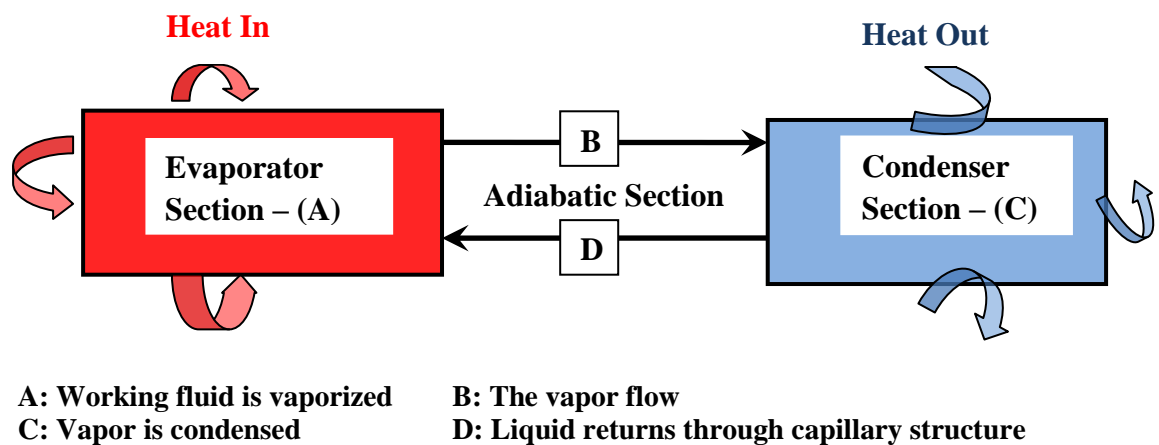 Heat In
Heat Out
Evaporator
Section – (A)
B
Adiabatic Section
D
Condenser
Section – (C)
A: Working fluid is vaporized
B: The vapor flow
C: Vapor is condensed
D: Liquid returns through capillary structure